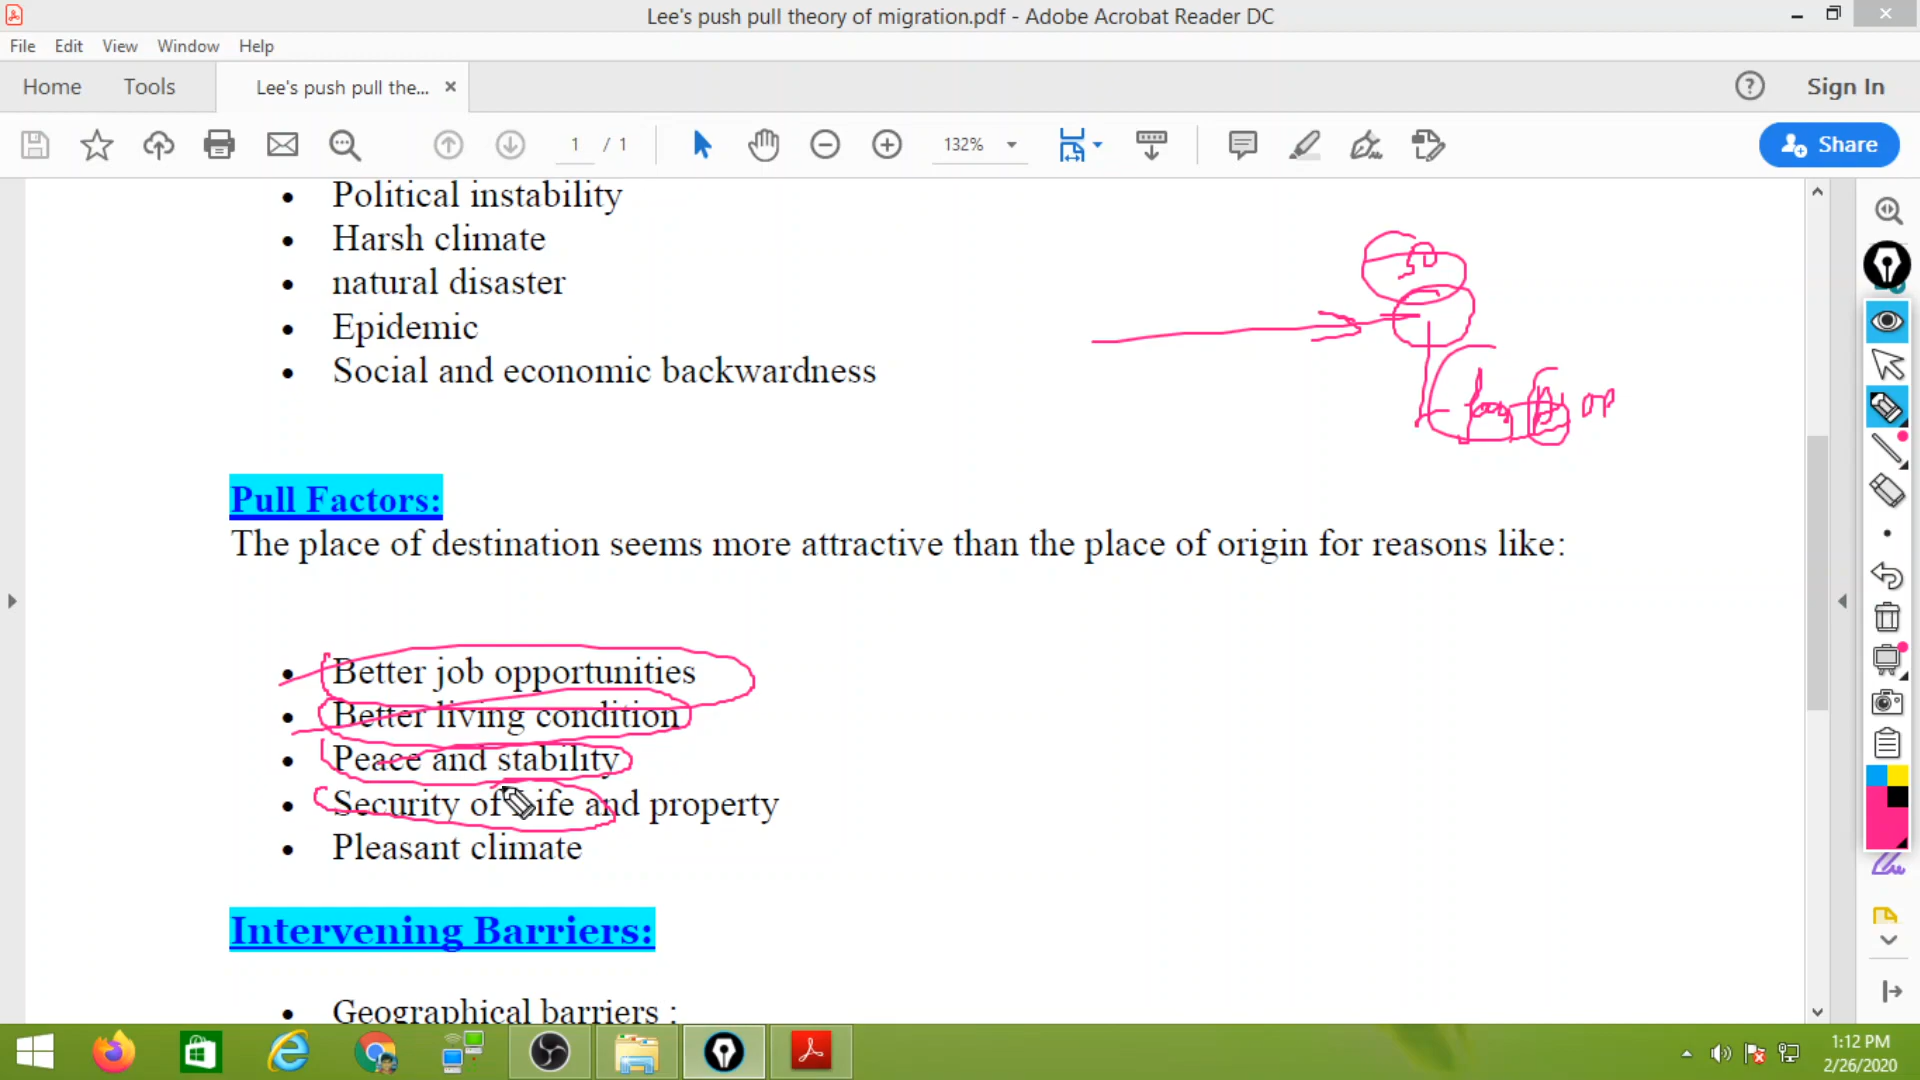 Lee's push pull theory of migration.pdf - Adobe Acrobat Reader DC
File Edit View Window Help
Home Tools Lee's push pull the... × Sign In
1 / 1 132% Share
• Political instability
• Harsh climate
• natural disaster
• Epidemic
• Social and economic backwardness
Pull Factors:
The place of destination seems more attractive than the place of origin for reasons like:
• Better job opportunities
• Better living condition
• Peace and stability
• Security of life and property
• Pleasant climate
Intervening Barriers:
• Geographical barriers :
1:12 PM
2/26/2020